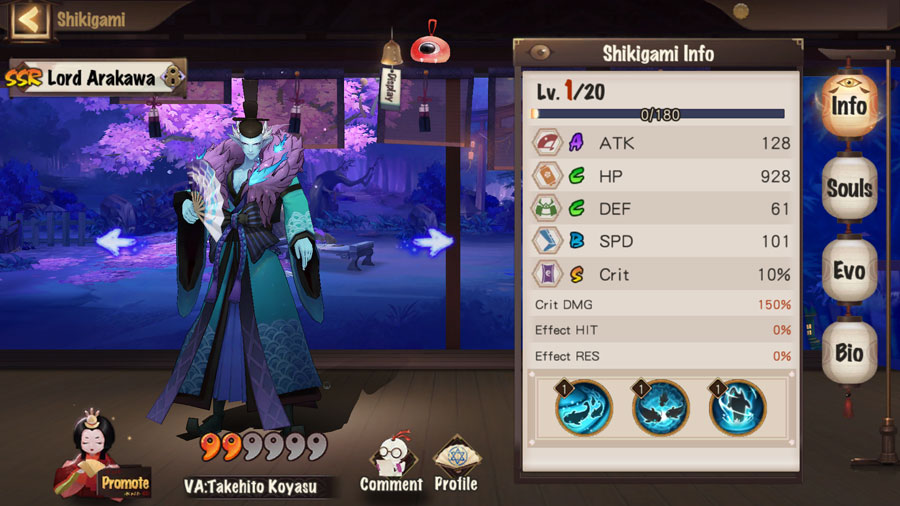 Shikigami
SSR Lord Arakawa
Display
Shikigami Info
Lv. 1/20
0/180
A ATK 128
C HP 928
C DEF 61
B SPD 101
S Crit 10%
Crit DMG 150%
Effect HIT 0%
Effect RES 0%
1 1 1
Info
Souls
Evo
Bio
Promote
VA:Takehito Koyasu
Comment
Profile